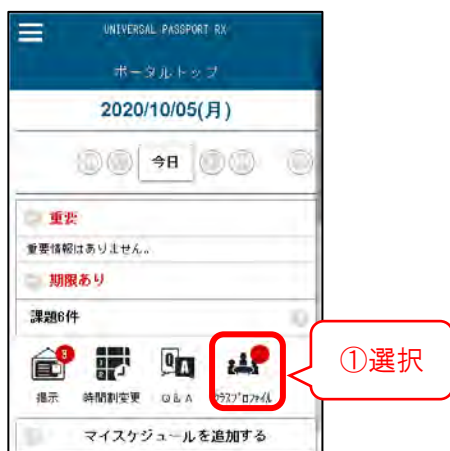 UNIVERSAL PASSPORT RX
ポータルトップ
2020/10/05(月)
今日
重要
重要情報はありません。
期限あり
課題6件
掲示
時間割変更
Q & A
クラスプロファイル
①選択
マイスケジュールを追加する